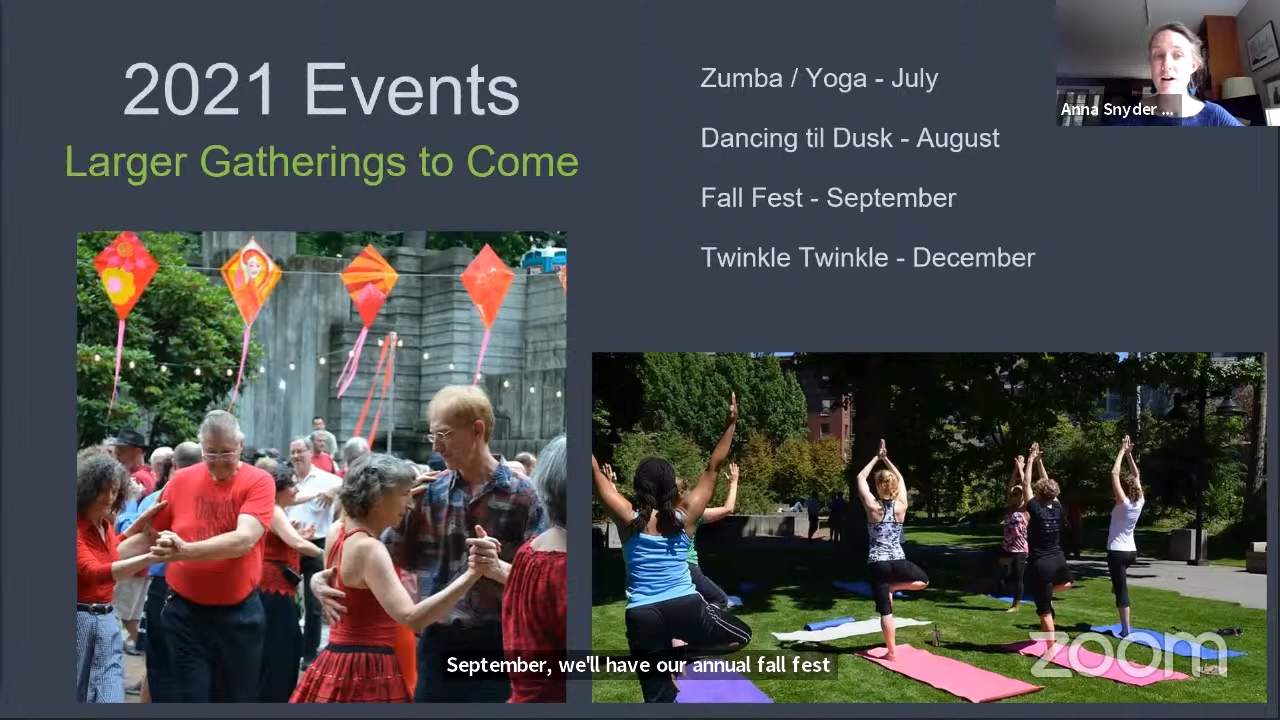 2021 Events
Larger Gatherings to Come
Zumba / Yoga - July
Dancing til Dusk - August
Fall Fest - September
Twinkle Twinkle - December
Anna Snyder ...
September, we'll have our annual fall fest
zoom